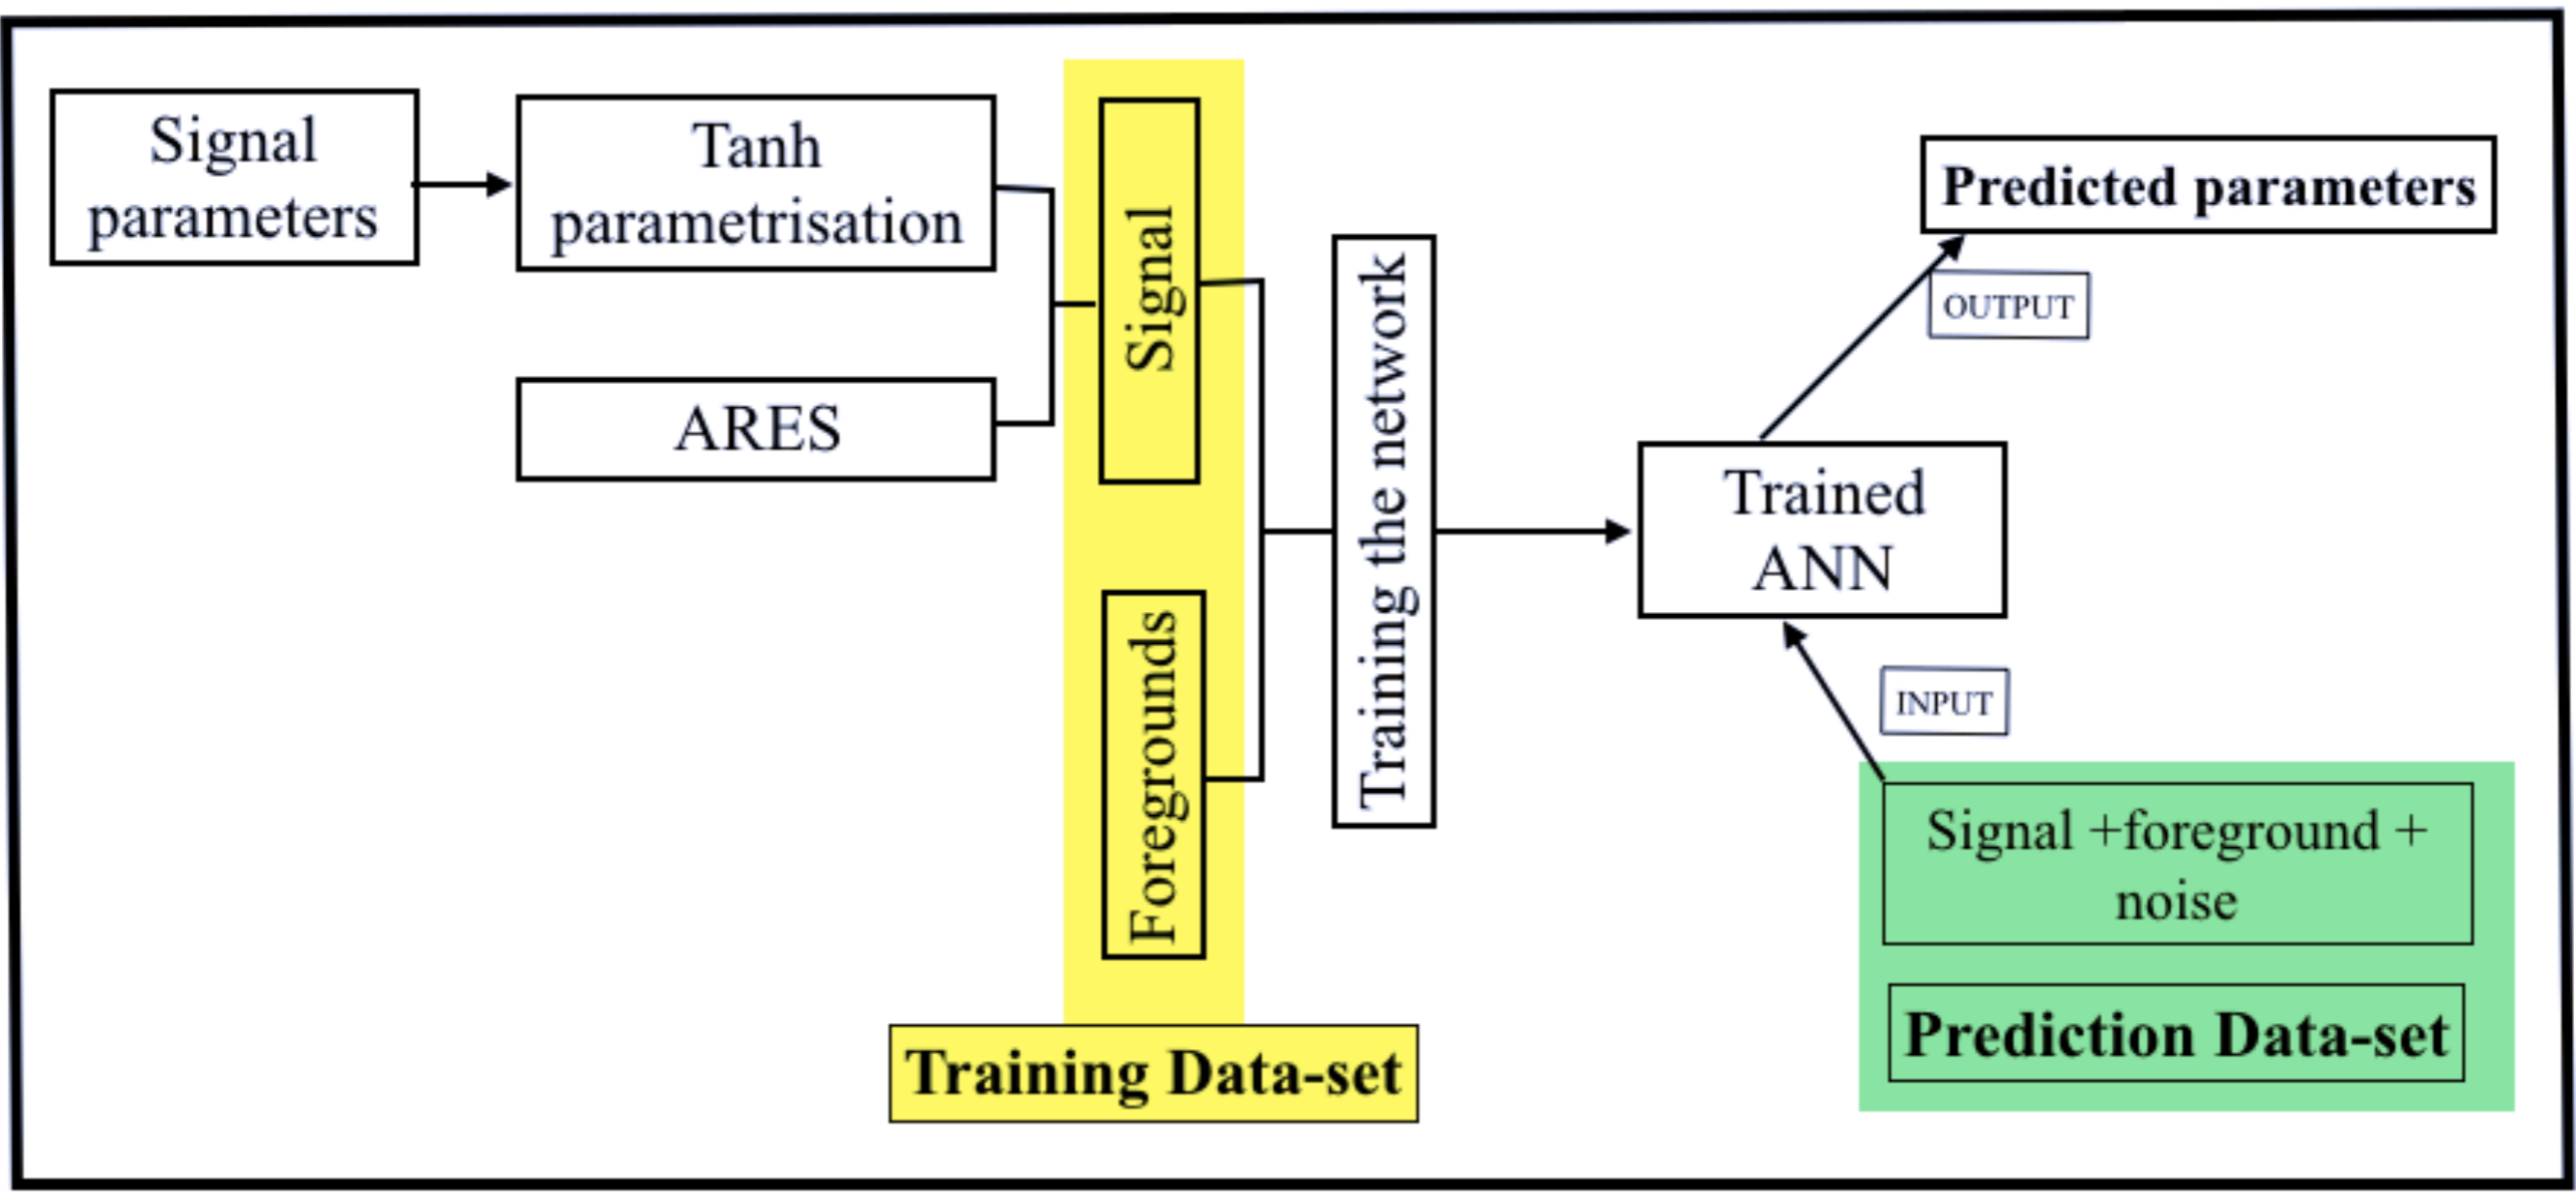 Signal
parameters
Tanh
parametrisation
ARES
Signal
Foregrounds
Training Data-set
Training the network
Trained
ANN
Predicted parameters
OUTPUT
INPUT
Signal +foreground +
noise
Prediction Data-set